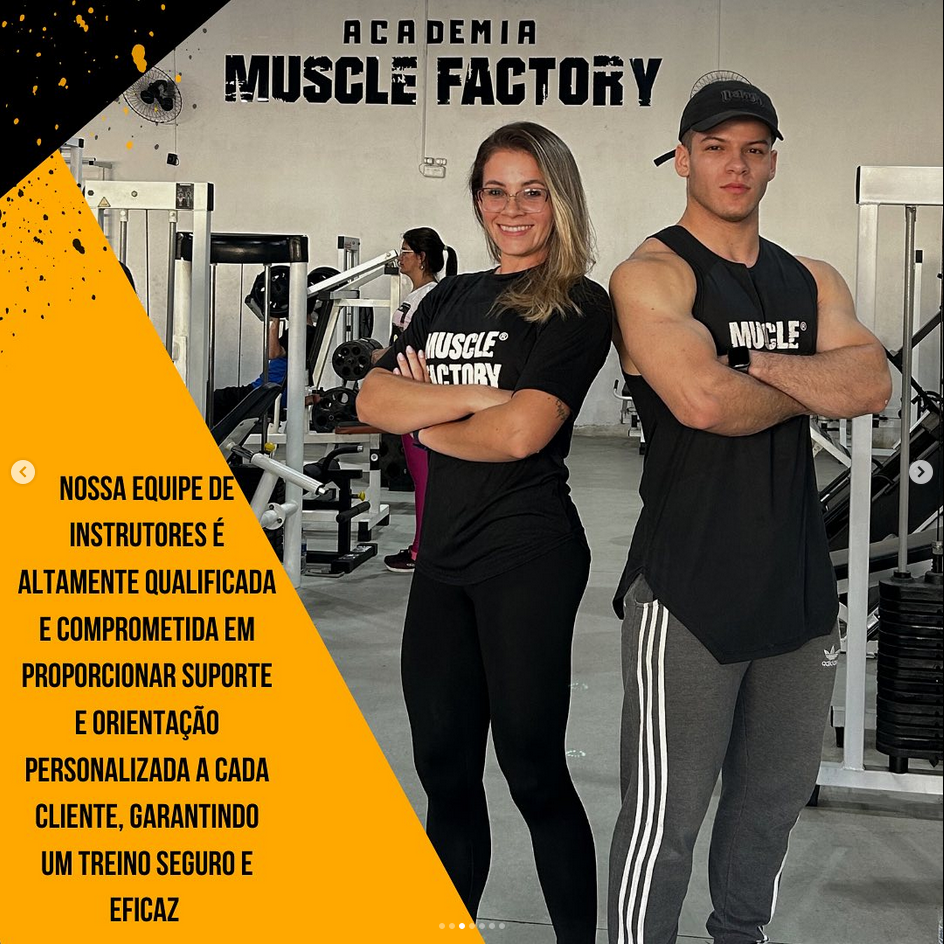 ACADEMIA
MUSCLE FACTORY
MUSCLE®
FACTORY
MUSCLE®
adidas
NOSSA EQUIPE DE
INSTRUTORES É
ALTAMENTE QUALIFICADA
E COMPROMETIDA EM
PROPORCIONAR SUPORTE
E ORIENTAÇÃO
PERSONALIZADA A CADA
CLIENTE, GARANTINDO
UM TREINO SEGURO E
EFICAZ